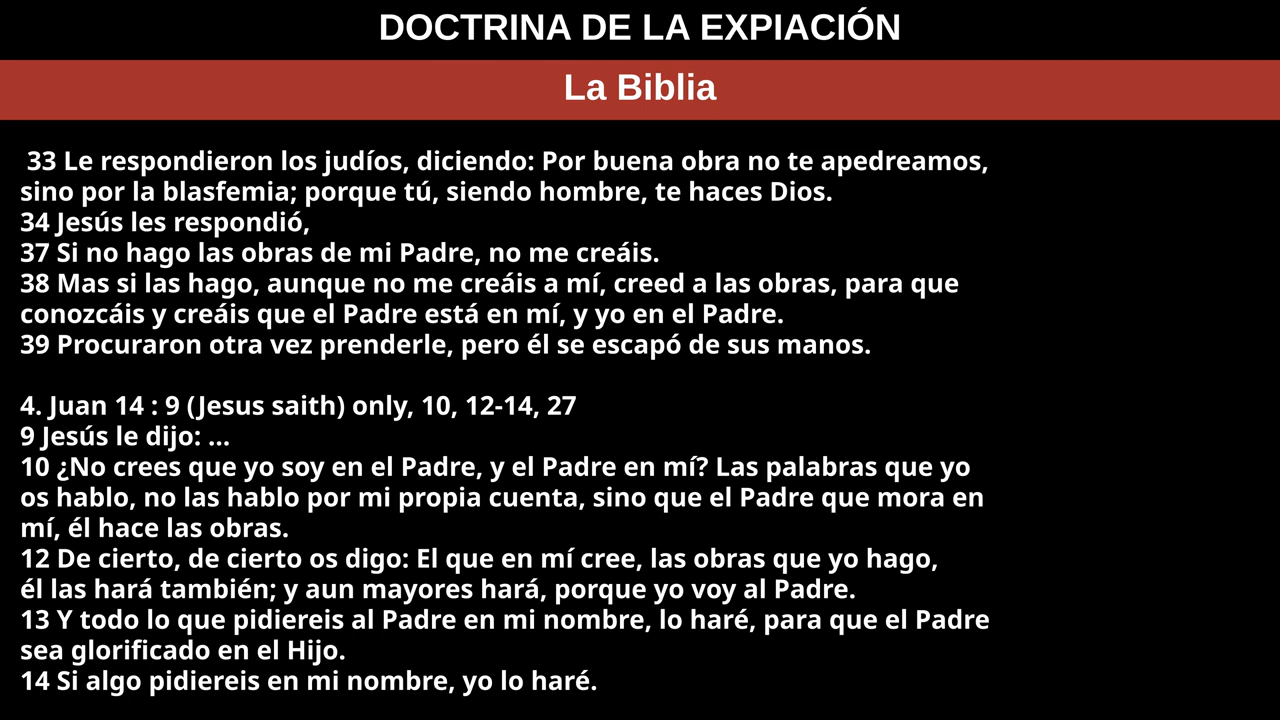 DOCTRINA DE LA EXPIACIÓN
La Biblia
33 Le respondieron los judíos, diciendo: Por buena obra no te apedreamos,
sino por la blasfemia; porque tú, siendo hombre, te haces Dios.
34 Jesús les respondió,
37 Si no hago las obras de mi Padre, no me creáis.
38 Mas si las hago, aunque no me creáis a mí, creed a las obras, para que
conozcáis y creáis que el Padre está en mí, y yo en el Padre.
39 Procuraron otra vez prenderle, pero él se escapó de sus manos.
4. Juan 14 : 9 (Jesus saith) only, 10, 12-14, 27
9 Jesús le dijo: ...
10 ¿No crees que yo soy en el Padre, y el Padre en mí? Las palabras que yo
os hablo, no las hablo por mi propia cuenta, sino que el Padre que mora en
mí, él hace las obras.
12 De cierto, de cierto os digo: El que en mí cree, las obras que yo hago,
él las hará también; y aun mayores hará, porque yo voy al Padre.
13 Y todo lo que pidiereis al Padre en mi nombre, lo haré, para que el Padre
sea glorificado en el Hijo.
14 Si algo pidiereis en mi nombre, yo lo haré.